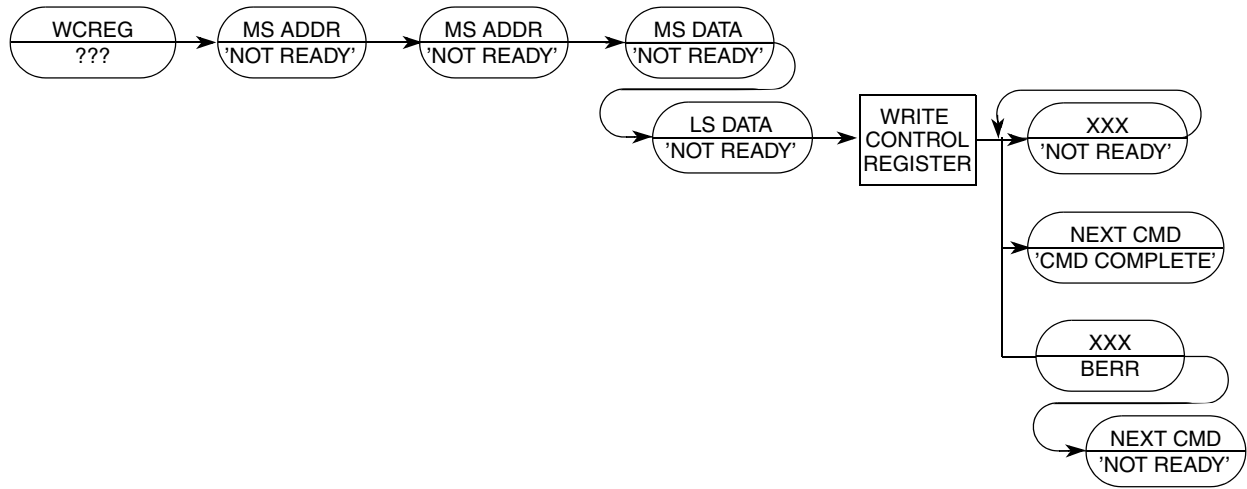 WCREG
???
MS ADDR
'NOT READY'
MS ADDR
'NOT READY'
MS DATA
'NOT READY'
LS DATA
'NOT READY'
WRITE
CONTROL
REGISTER
XXX
'NOT READY'
NEXT CMD
'CMD COMPLETE'
XXX
BERR
NEXT CMD
'NOT READY'